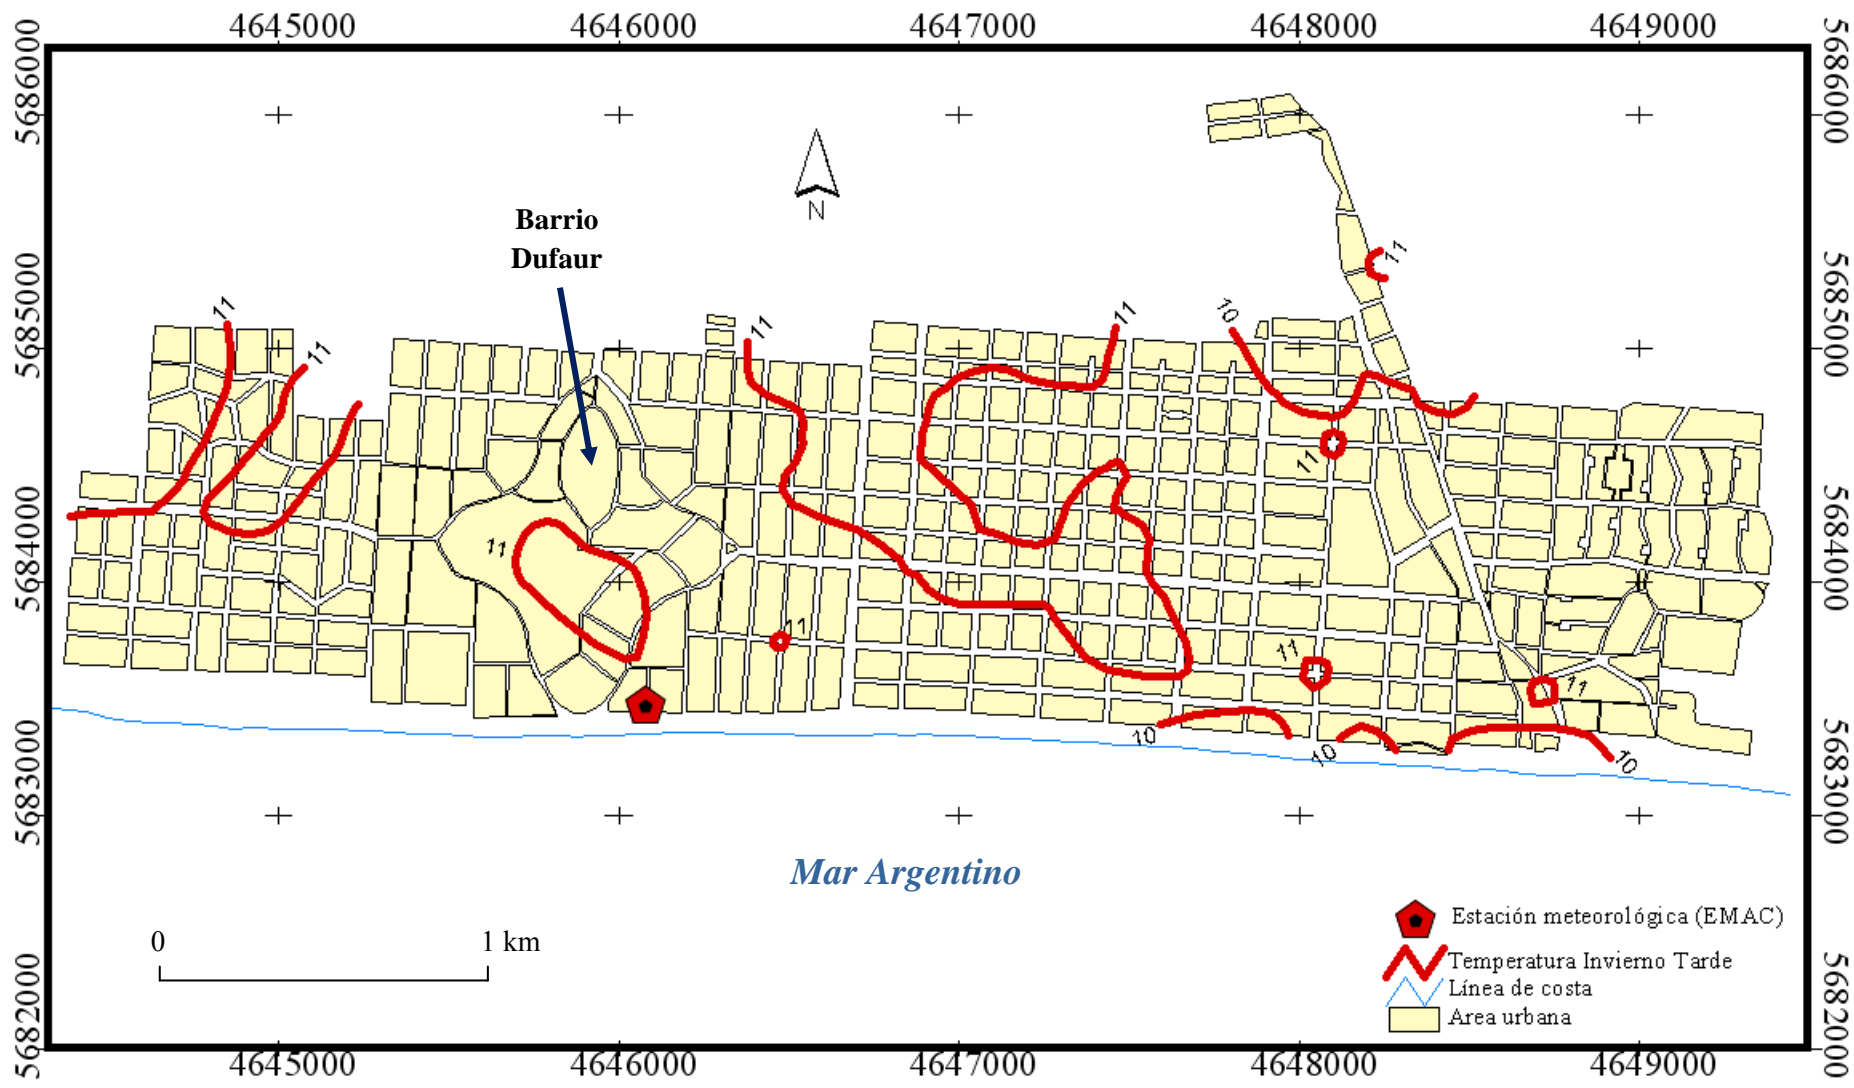 4645000 4646000 4647000 4648000 4649000
5686000 5686000
N
Barrio
Dufaur
11
5685000 5685000
11 11 11 10
11
11
5684000 5684000
11
11
11
11
10
10
10
5683000 5683000
Mar Argentino
Estación meteorológica (EMAC)
0 1 km
Temperatura Invierno Tarde
Línea de costa
Area urbana
5682000 5682000
4645000 4646000 4647000 4648000 4649000